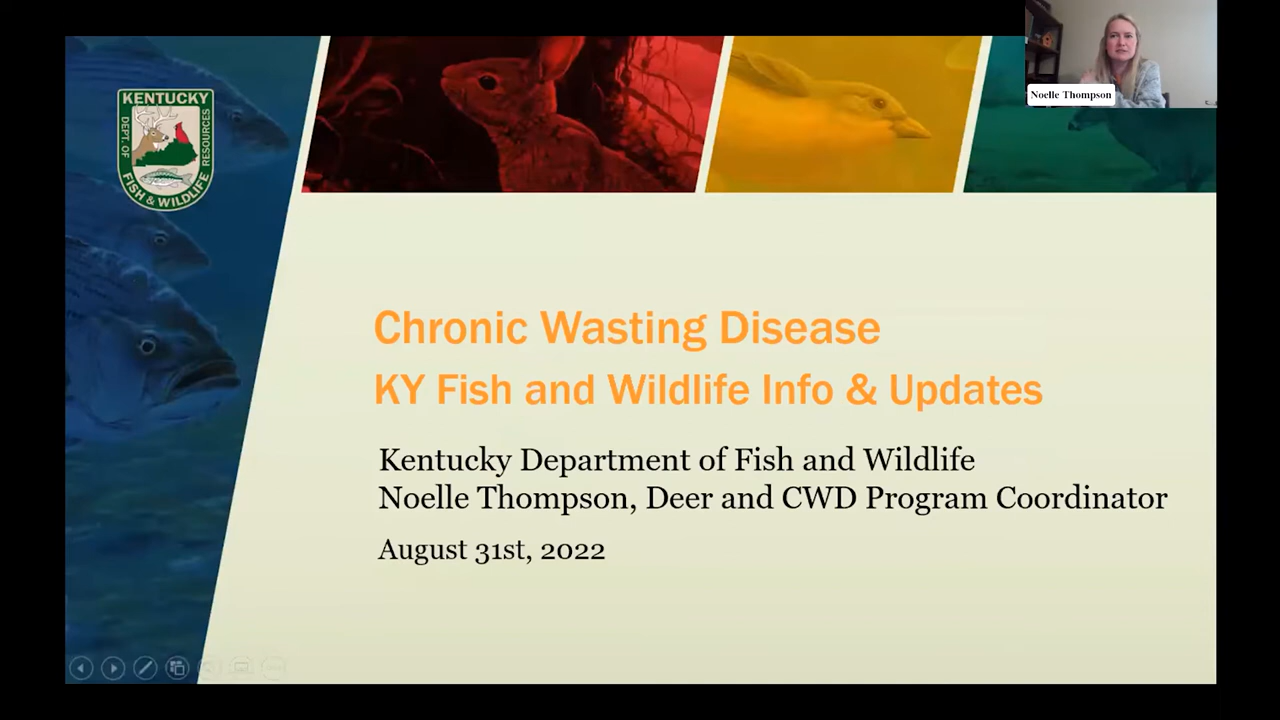 KENTUCKY
DEPT. OF
FISH & WILDLIFE
RESOURCES
Noelle Thompson
Chronic Wasting Disease
KY Fish and Wildlife Info & Updates
Kentucky Department of Fish and Wildlife
Noelle Thompson, Deer and CWD Program Coordinator
August 31st, 2022